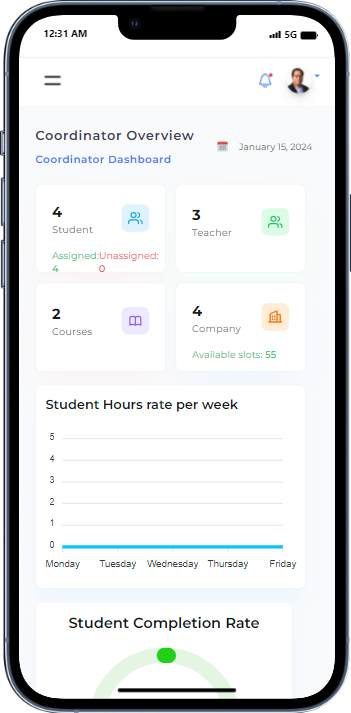 12:31 AM
5G
Coordinator Overview
January 15, 2024
Coordinator Dashboard
4
Student
Assigned: Unassigned:
4 0
3
Teacher
2
Courses
4
Company
Available slots: 55
Student Hours rate per week
5
4
3
2
1
0
Monday Tuesday Wednesday Thursday Friday
Student Completion Rate